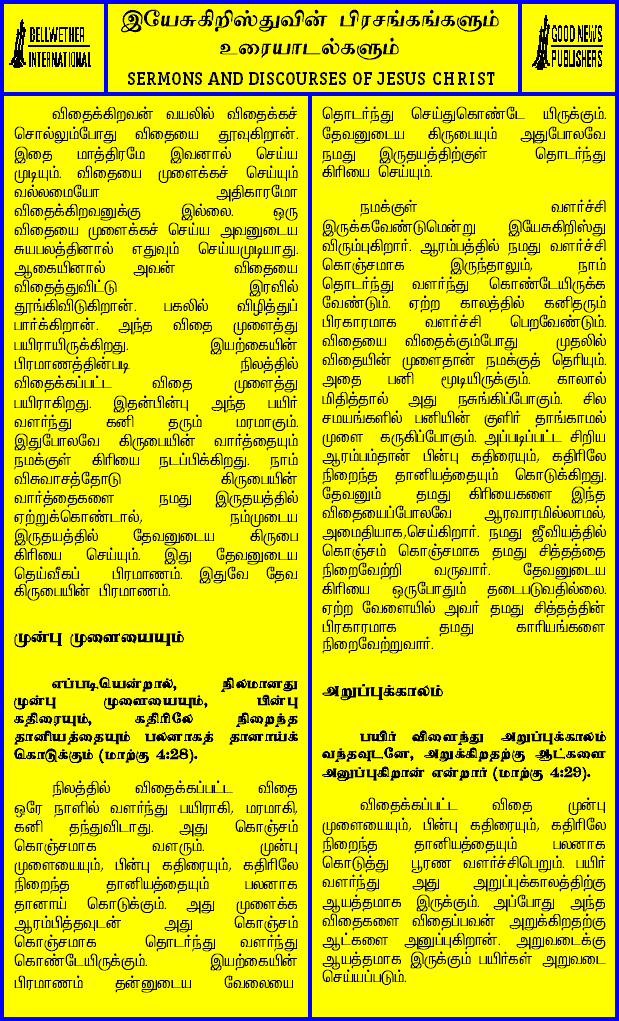 BELLWETHER
INTERNATIONAL
இயேசுகிறிஸ்துவின் பிரசங்கங்களும்
உரையாடல்களும்
SERMONS AND DISCOURSES OF JESUS CHRIST
GOOD NEWS
PUBLISHERS
விதைக்கிறவன் வயலில் விதைக்கச்
சொல்லும்போது விதையை தூவுகிறான்.
இதை மாத்திரமே இவனால் செய்ய
முடியும். விதையை முளைக்கச் செய்யும்
வல்லமையோ அதிகாரமோ
விதைக்கிறவனுக்கு இல்லை. ஒரு
விதையை முளைக்கச் செய்ய அவனுடைய
சுயபலத்தினால் எதுவும் செய்யமுடியாது.
ஆகையினால் அவன் விதையை
விதைத்துவிட்டு இரவில்
தூங்கிவிடுகிறான். பகலில் விழித்துப்
பார்க்கிறான். அந்த விதை முளைத்து
பயிராயிருக்கிறது. இயற்கையின்
பிரமாணத்தின்படி நிலத்தில்
விதைக்கப்பட்ட விதை முளைத்து
பயிராகிறது. இதன்பின்பு அந்த பயிர்
வளர்ந்து கனி தரும் மரமாகும்.
இதுபோலவே கிருபையின் வார்த்தையும்
நமக்குள் கிரியை நடப்பிக்கிறது. நாம்
விசுவாசத்தோடு கிருபையின்
வார்த்தைகளை நமது இருதயத்தில்
ஏற்றுக்கொண்டால், நம்முடைய
இருதயத்தில் தேவனுடைய கிருபை
கிரியை செய்யும். இது தேவனுடைய
தெய்வீகப் பிரமாணம். இதுவே தேவ
கிருபையின் பிரமாணம்.
முன்பு முளையையும்
எப்படியென்றால், நிலமானது
முன்பு முளையையும், பின்பு
கதிரையும், கதிரிலே நிறைந்த
தானியத்தையும் பலனாகத் தானாய்க்
கொடுக்கும் (மாற்கு 4:28).
நிலத்தில் விதைக்கப்பட்ட விதை
ஒரே நாளில் வளர்ந்து பயிராகி, மரமாகி,
கனி தந்துவிடாது. அது கொஞ்சம்
கொஞ்சமாக வளரும். முன்பு
முளையையும், பின்பு கதிரையும், கதிரிலே
நிறைந்த தானியத்தையும் பலனாக
தானாய் கொடுக்கும். அது முளைக்க
ஆரம்பித்தவுடன் அது கொஞ்சம்
கொஞ்சமாக தொடர்ந்து வளர்ந்து
கொண்டேயிருக்கும். இயற்கையின்
பிரமாணம் தன்னுடைய வேலையை
தொடர்ந்து செய்துகொண்டே யிருக்கும்.
தேவனுடைய கிருபையும் அதுபோலவே
நமது இருதயத்திற்குள் தொடர்ந்து
கிரியை செய்யும்.
நமக்குள் வளர்ச்சி
இருக்கவேண்டுமென்று இயேசுகிறிஸ்து
விரும்புகிறார். ஆரம்பத்தில் நமது வளர்ச்சி
கொஞ்சமாக இருந்தாலும், நாம்
தொடர்ந்து வளர்ந்து கொண்டேயிருக்க
வேண்டும். ஏற்ற காலத்தில் கனிதரும்
பிரகாரமாக வளர்ச்சி பெறவேண்டும்.
விதையை விதைக்கும்போது முதலில்
விதையின் முளைதான் நமக்குத் தெரியும்.
அதை பனி மூடியிருக்கும். காலால்
மிதித்தால் அது நசுங்கிப்போகும். சில
சமயங்களில் பனியின் குளிர் தாங்காமல்
முளை கருகிப்போகும். அப்படிப்பட்ட சிறிய
ஆரம்பம்தான் பின்பு கதிரையும், கதிரிலே
நிறைந்த தானியத்தையும் கொடுக்கிறது.
தேவனும் தமது கிரியைகளை இந்த
விதையைப்போலவே ஆரவாரமில்லாமல்,
அமைதியாக,செய்கிறார். நமது ஜீவியத்தில்
கொஞ்சம் கொஞ்சமாக தமது சித்தத்தை
நிறைவேற்றி வருவார். தேவனுடைய
கிரியை ஒருபோதும் தடைபடுவதில்லை.
ஏற்ற வேளையில் அவர் தமது சித்தத்தின்
பிரகாரமாக தமது காரியங்களை
நிறைவேற்றுவார்.
அறுப்புக்காலம்
பயிர் விளைந்து அறுப்புக்காலம்
வந்தவுடனே, அறுக்கிறதற்கு ஆட்களை
அனுப்புகிறான் என்றார் (மாற்கு 4:29).
விதைக்கப்பட்ட விதை முன்பு
முளையையும், பின்பு கதிரையும், கதிரிலே
நிறைந்த தானியத்தையும் பலனாக
கொடுத்து பூரண வளர்ச்சிபெறும். பயிர்
வளர்ந்து அது அறுப்புக்காலத்திற்கு
ஆயத்தமாக இருக்கும். அப்போது அந்த
விதைகளை விதைப்பவன் அறுக்கிறதற்கு
ஆட்களை அனுப்புகிறான். அறுவடைக்கு
ஆயத்தமாக இருக்கும் பயிர்கள் அறுவடை
செய்யப்படும்.